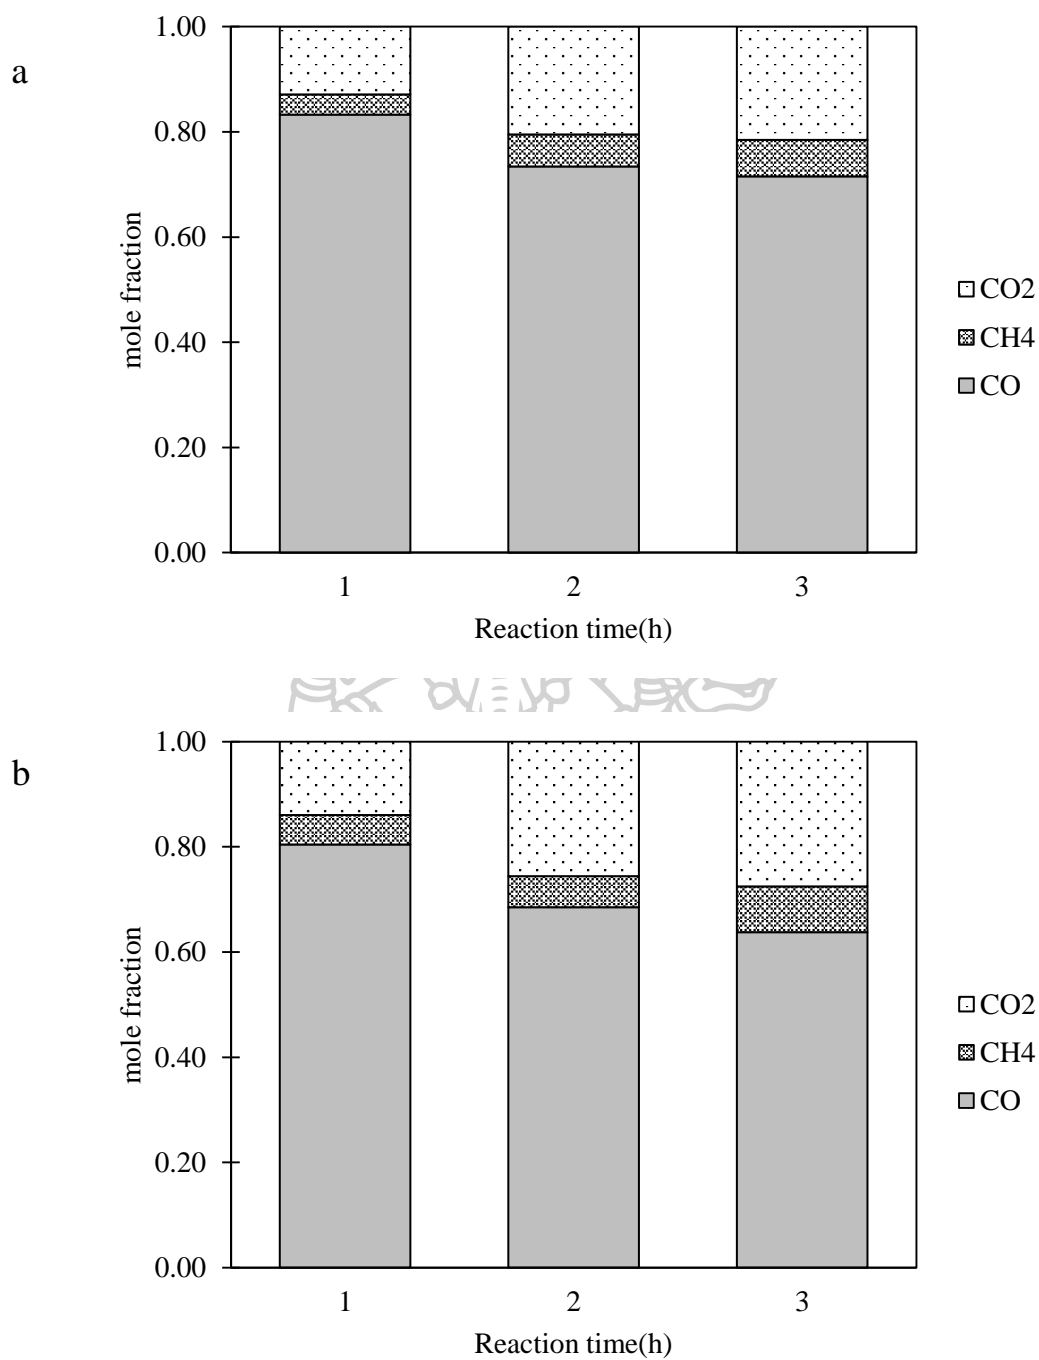 a
1.00
0.80
0.60
0.40
0.20
0.00
mole fraction
1 2 3
Reaction time(h)
CO2
CH4
CO
b
1.00
0.80
0.60
0.40
0.20
0.00
mole fraction
1 2 3
Reaction time(h)
CO2
CH4
CO